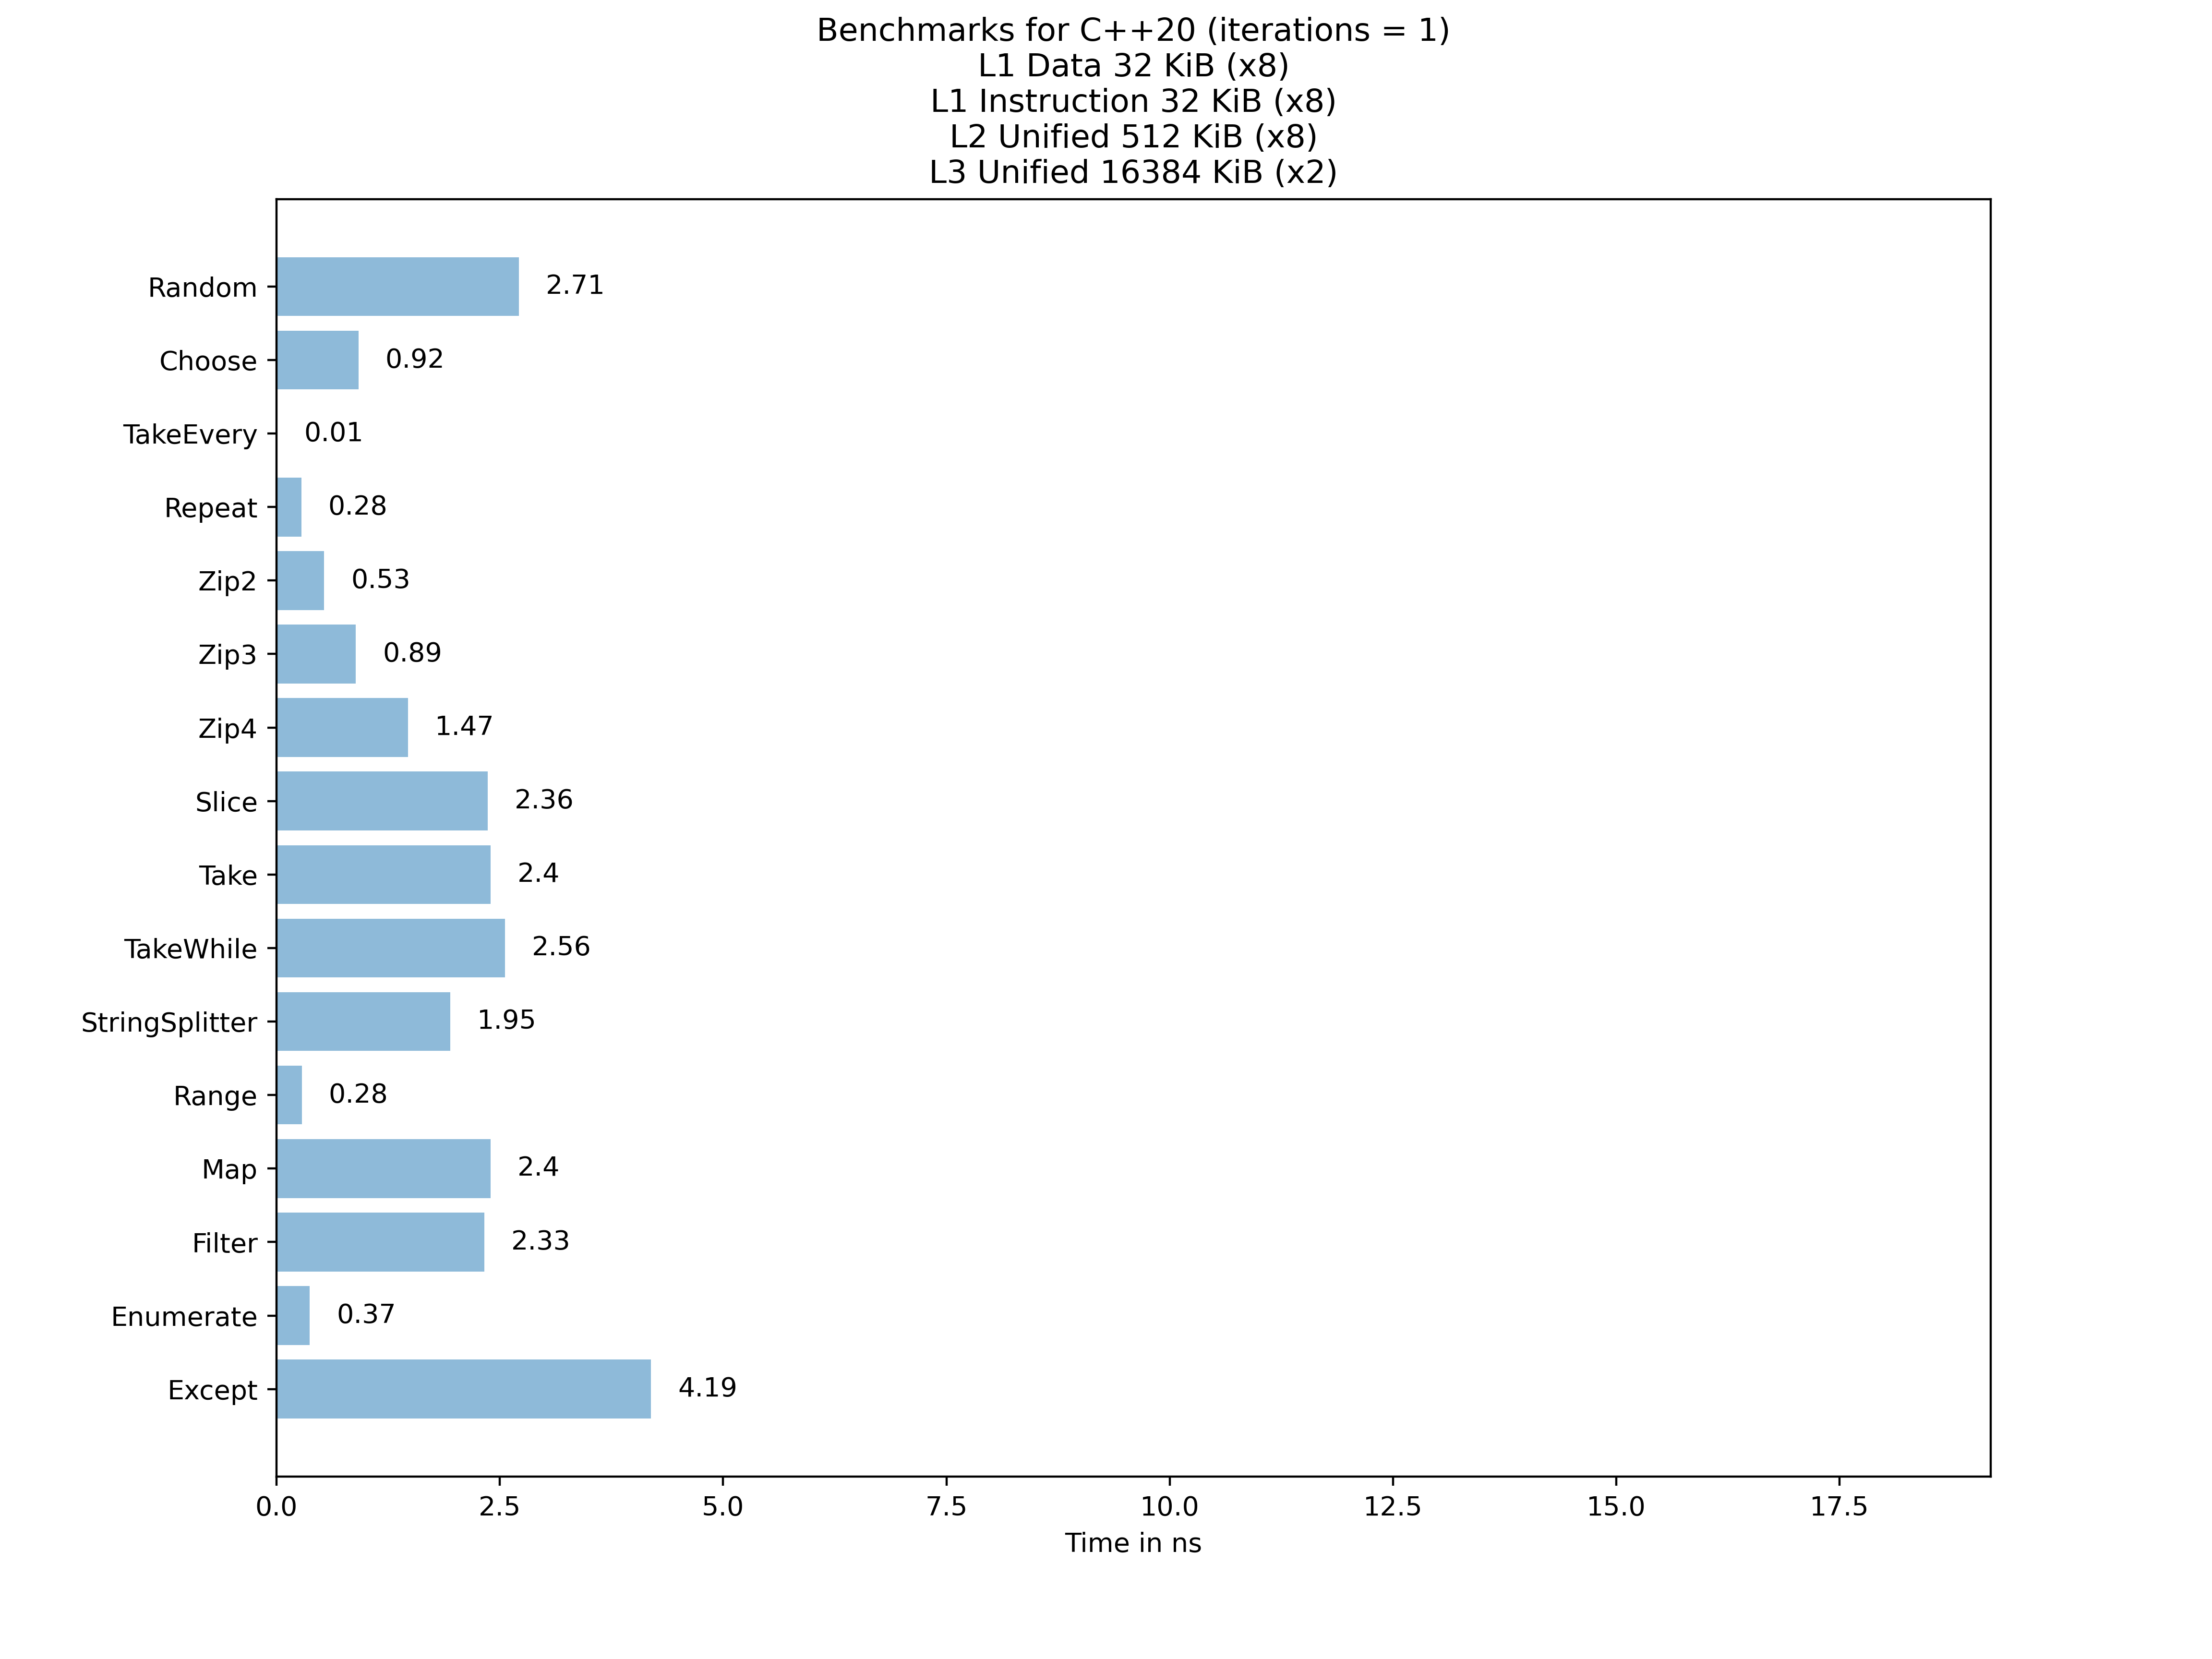 Benchmarks for C++20 (iterations = 1)
L1 Data 32 KiB (x8)
L1 Instruction 32 KiB (x8)
L2 Unified 512 KiB (x8)
L3 Unified 16384 KiB (x2)
Random 2.71
Choose 0.92
TakeEvery 0.01
Repeat 0.28
Zip2 0.53
Zip3 0.89
Zip4 1.47
Slice 2.36
Take 2.4
TakeWhile 2.56
StringSplitter 1.95
Range 0.28
Map 2.4
Filter 2.33
Enumerate 0.37
Except 4.19
0.0 2.5 5.0 7.5 10.0 12.5 15.0 17.5
Time in ns